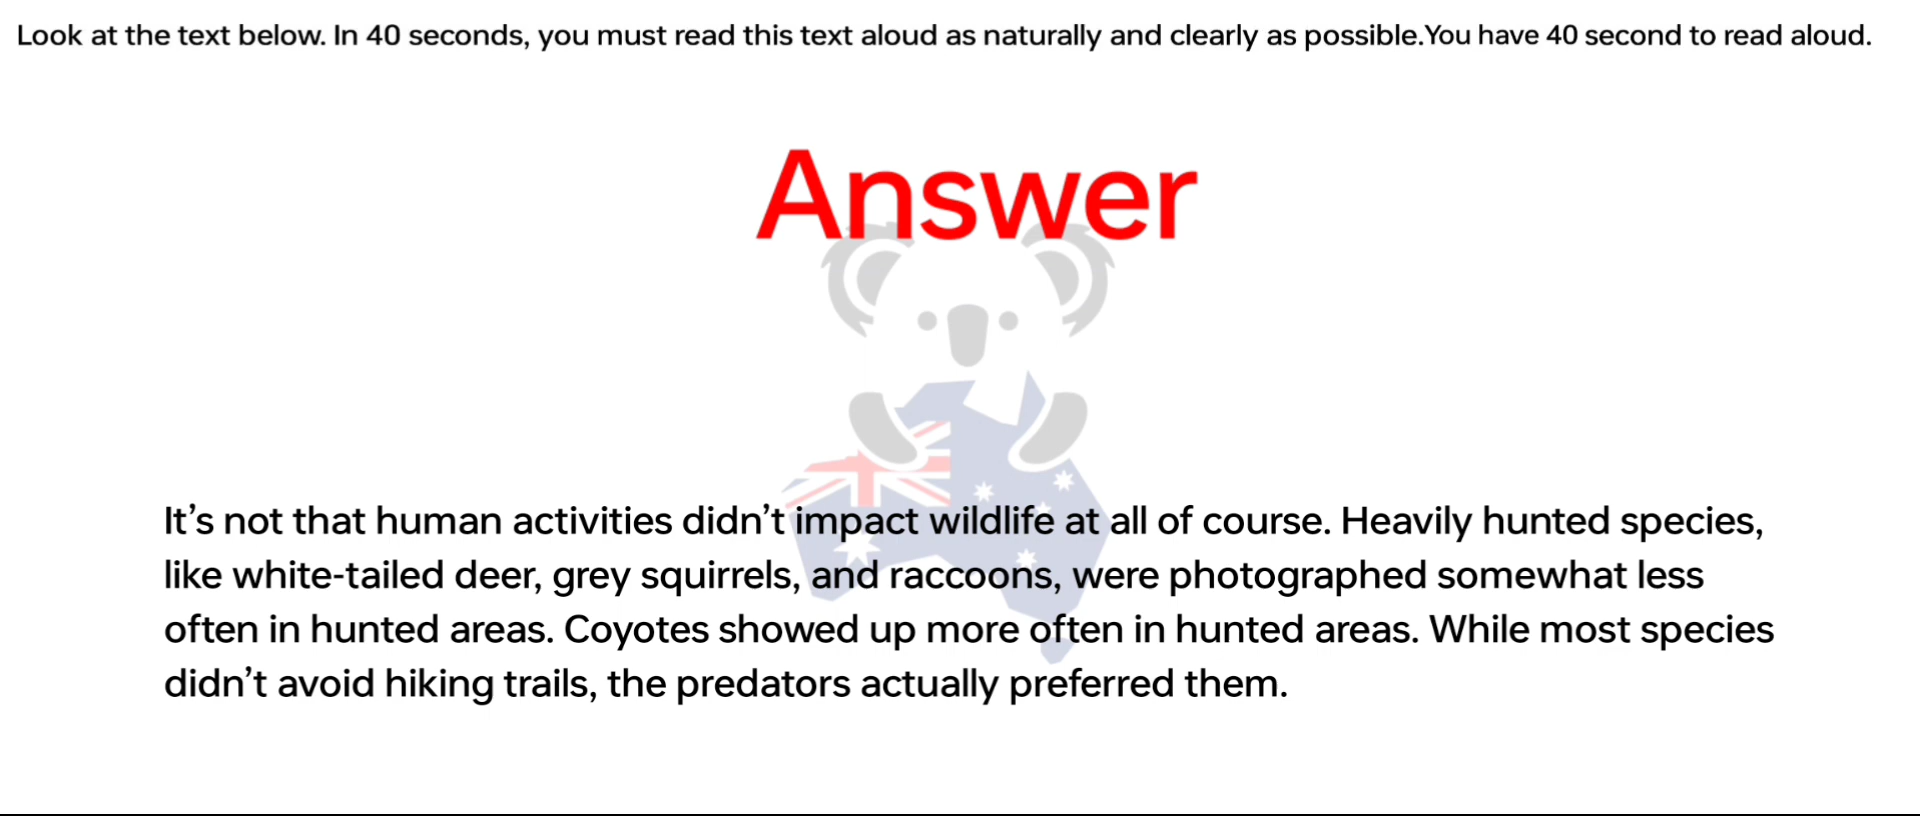 Look at the text below. In 40 seconds, you must read this text aloud as naturally and clearly as possible.You have 40 second to read aloud.
Answer
It’s not that human activities didn’t impact wildlife at all of course. Heavily hunted species,
like white-tailed deer, grey squirrels, and raccoons, were photographed somewhat less
often in hunted areas. Coyotes showed up more often in hunted areas. While most species
didn’t avoid hiking trails, the predators actually preferred them.